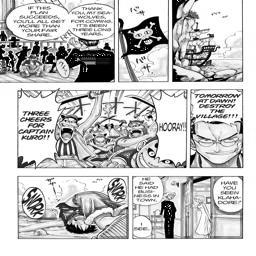 THANK
YOU, MY SEA-
WOLVES,
FOR COMING.
IT'S BEEN
THREE LONG
YEARS.
IF THIS
PLAN
SUCCEEDS,
YOU'LL ALL GET
MORE THAN
YOUR FAIR
SHARE.
TOMORROW
AT DAWN!
DESTROY
THE
VILLAGE!!!
HOORAY!!
THREE
CHEERS
FOR
CAPTAIN
KURO!!
HAVE
YOU SEEN
KLAHA-
DORE?
HE
SAID HE
HAD BUSI-
NESS IN
TOWN.